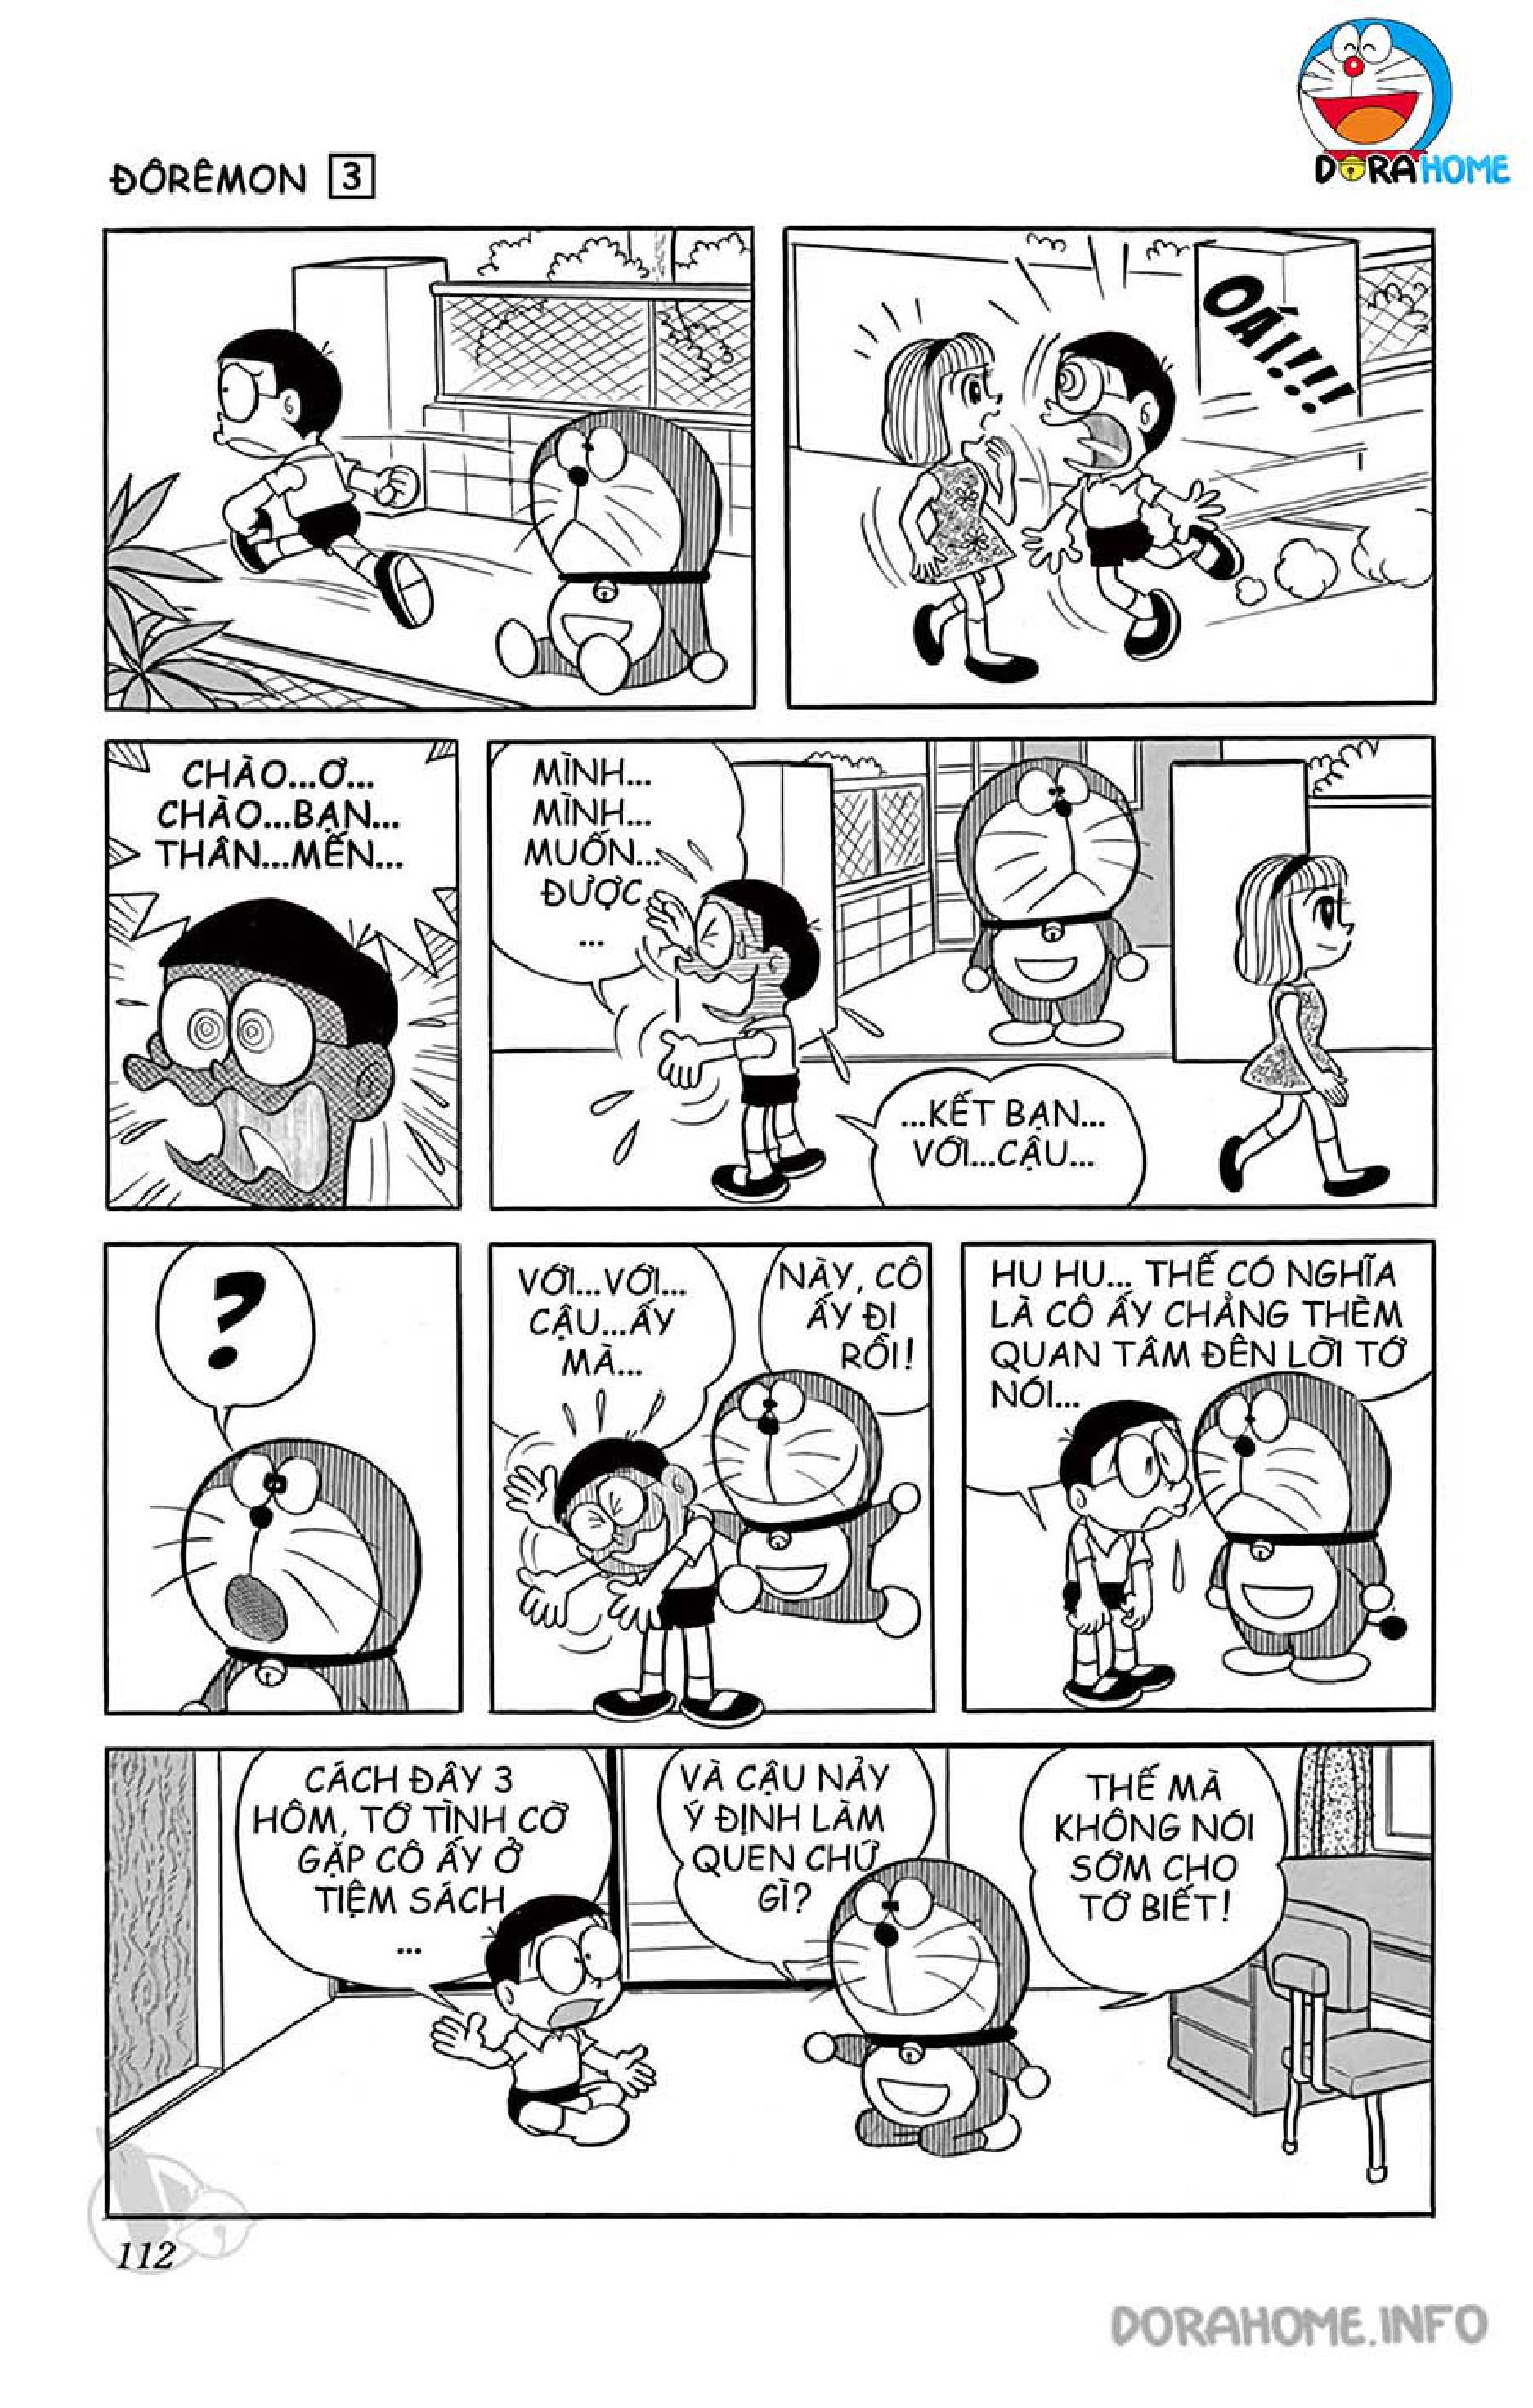 DORAHOME
ĐÔRÊMON 3
OÁI!!!
CHÀO...Ơ...
CHÀO...BẠN...
THÂN...MẾN...
MÌNH...
MÌNH...
MUỐN...
ĐƯỢC
...
...KẾT BẠN...
VỚI...CẬU...
?
VỚI...VỚI...
CẬU...ẤY
MÀ...
NÀY, CÔ
ẤY ĐI
RỒI!
HU HU... THẾ CÓ NGHĨA
LÀ CÔ ẤY CHẲNG THÈM
QUAN TÂM ĐẾN LỜI TỚ
NÓI...
CÁCH ĐÂY 3
HÔM, TỚ TÌNH CỜ
GẶP CÔ ẤY Ở
TIỆM SÁCH
...
VÀ CẬU NẢY
Ý ĐỊNH LÀM
QUEN CHỨ
GÌ?
THẾ MÀ
KHÔNG NÓI
SỚM CHO
TỚ BIẾT!
112
DORAHOME.INFO